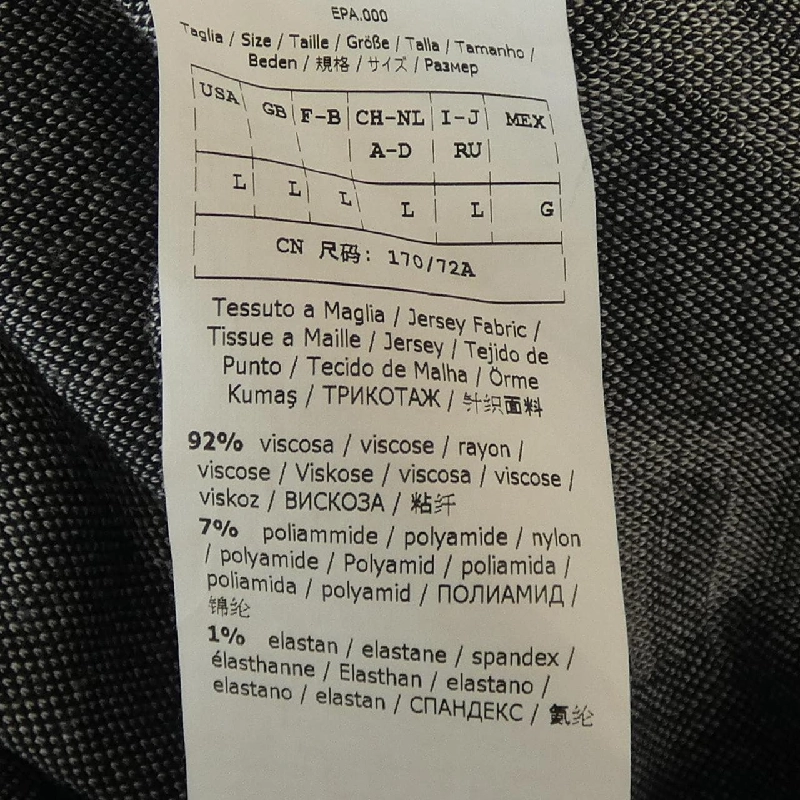 EPA.000
Taglia / Size / Taille / Größe / Talla / Tamanho /
Beden / 規格 / サイズ / Размер
USA GB F-B CH-NL I-J MEX
A-D RU
L L L L L G
CN 尺码: 170/72A
Tessuto a Maglia / Jersey Fabric /
Tissue a Maille / Jersey / Tejido de
Punto / Tecido de Malha / Örme
Kumaş / ТРИКОТАЖ / 针织面料
92% viscosa / viscose / rayon /
viscose / Viskose / viscosa / viscose /
viskoz / ВИСКОЗА / 粘纤
7% poliammide / polyamide / nylon
/ polyamide / Polyamid / poliamida /
poliamida / polyamid / ПОЛИАМИД /
锦纶
1% elastan / elastane / spandex /
élasthanne / Elasthan / elastano /
elastano / elastan / СПАНДЕКС / 氨纶